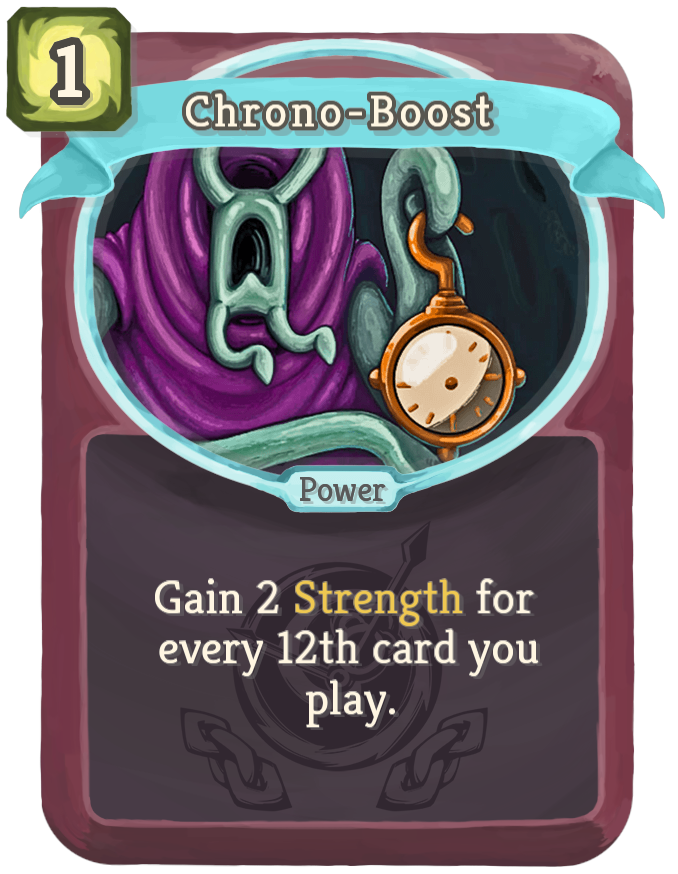 1
Chrono-Boost
Power
Gain 2 Strength for
every 12th card you
play.